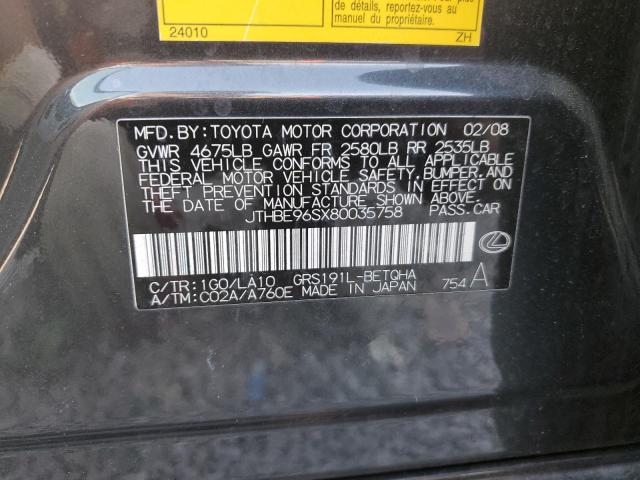 de détails, reportez-vous au
manuel du propriétaire.
24010 ZH
MFD. BY: TOYOTA MOTOR CORPORATION 02/08
GVWR 4675LB GAWR FR 2580LB RR 2535LB
THIS VEHICLE CONFORMS TO ALL APPLICABLE
FEDERAL MOTOR VEHICLE SAFETY, BUMPER, AND
THEFT PREVENTION STANDARDS IN EFFECT ON
THE DATE OF MANUFACTURE SHOWN ABOVE.
JTHBE96SX80035758 PASS. CAR
C/TR: 1G0/LA10 GRS191L-BETQHA
A/TM: C02A/A760E MADE IN JAPAN 754 A